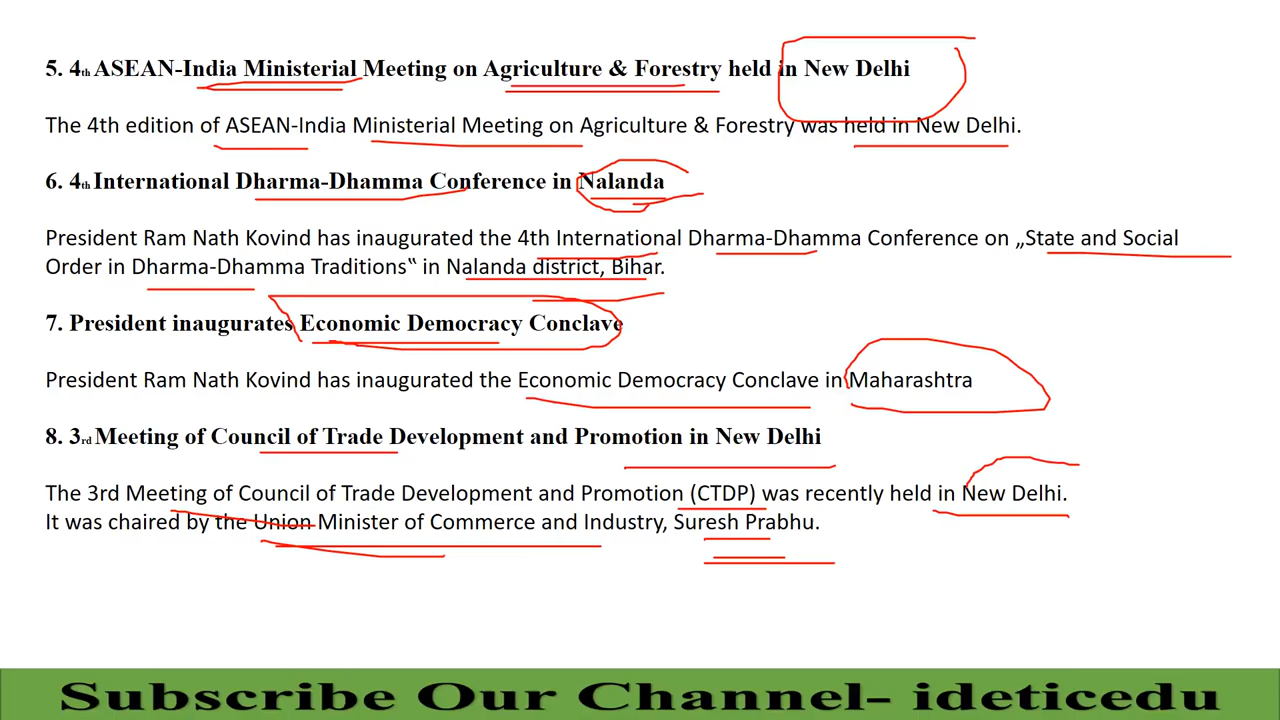 5. 4th ASEAN-India Ministerial Meeting on Agriculture & Forestry held in New Delhi
The 4th edition of ASEAN-India Ministerial Meeting on Agriculture & Forestry was held in New Delhi.
6. 4th International Dharma-Dhamma Conference in Nalanda
President Ram Nath Kovind has inaugurated the 4th International Dharma-Dhamma Conference on „State and Social
Order in Dharma-Dhamma Traditions‟ in Nalanda district, Bihar.
7. President inaugurates Economic Democracy Conclave
President Ram Nath Kovind has inaugurated the Economic Democracy Conclave in Maharashtra
8. 3rd Meeting of Council of Trade Development and Promotion in New Delhi
The 3rd Meeting of Council of Trade Development and Promotion (CTDP) was recently held in New Delhi.
It was chaired by the Union Minister of Commerce and Industry, Suresh Prabhu.
Subscribe Our Channel- ideticedu